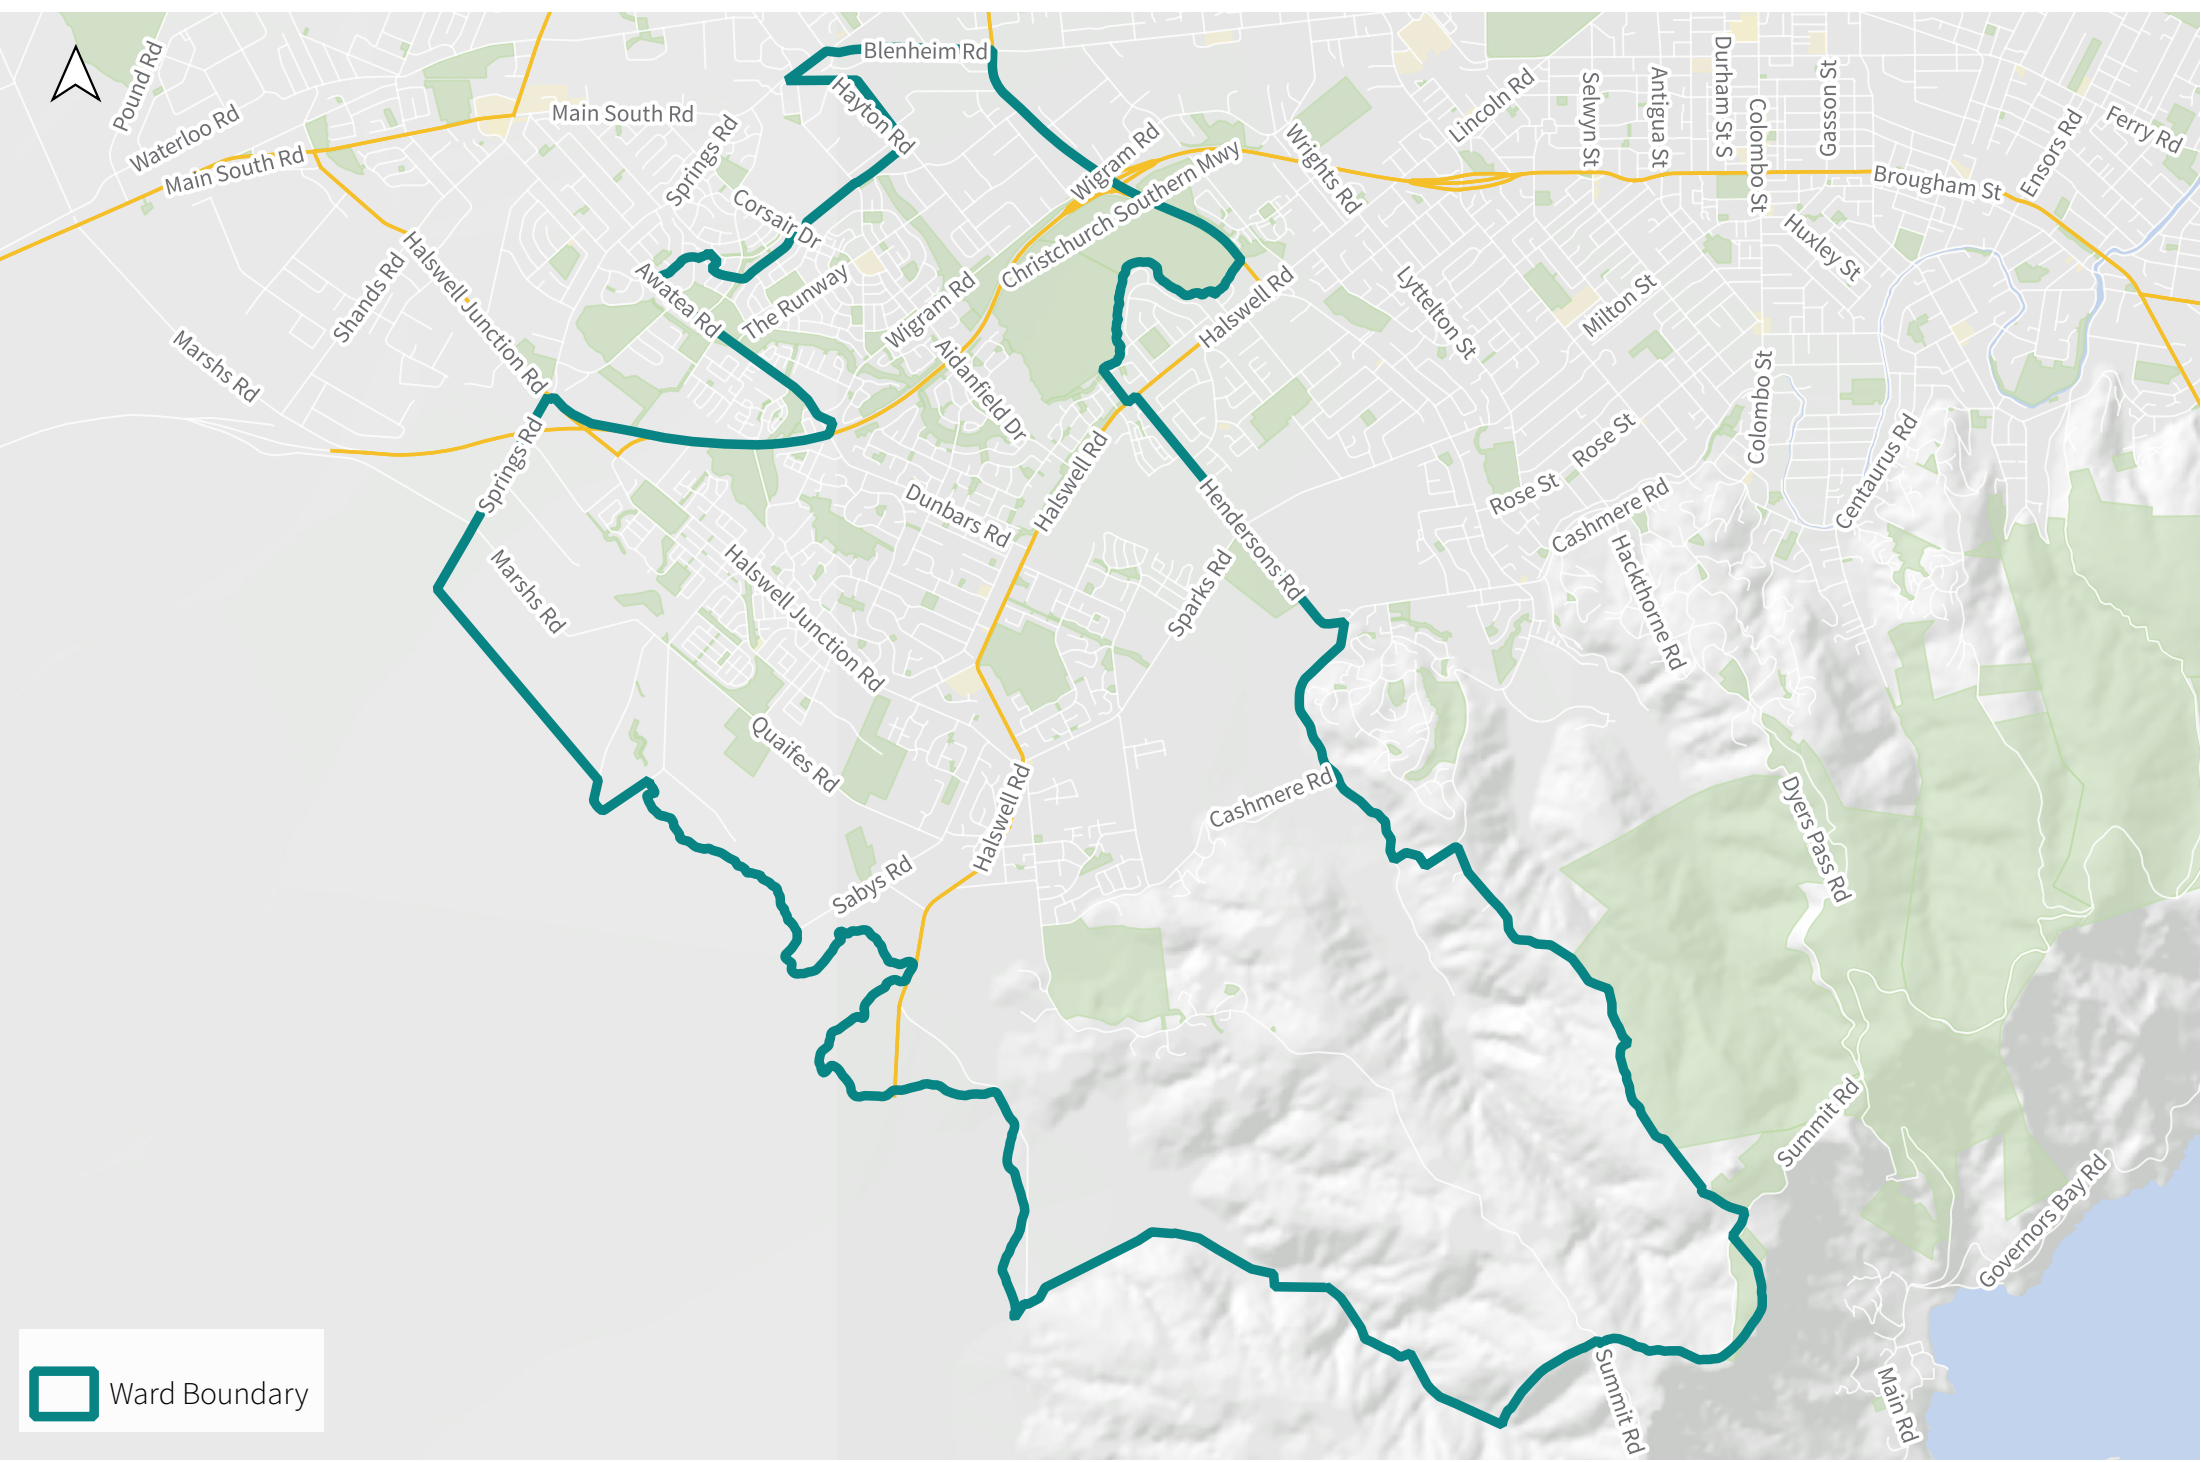 Blenheim Rd
Pound Rd
Waterloo Rd
Main South Rd
Main South Rd
Springs Rd
Hayton Rd
Corsair Dr
Wigram Rd
Christchurch Southern Mwy
Wrights Rd
Lincoln Rd
Selwyn St
Antigua St
Durham St S
Colombo St
Gasson St
Ensors Rd
Ferry Rd
Brougham St
Huxley St
Halswell Junction Rd
Shands Rd
Marshs Rd
Awatea Rd
The Runway
Wigram Rd
Aidanfield Dr
Halswell Rd
Lyttelton St
Milton St
Colombo St
Rose St
Rose St
Cashmere Rd
Centaurus Rd
Springs Rd
Marshs Rd
Dunbars Rd
Halswell Rd
Hendersons Rd
Sparks Rd
Hackthorne Rd
Halswell Junction Rd
Quaifes Rd
Halswell Rd
Cashmere Rd
Dyers Pass Rd
Sabys Rd
Summit Rd
Governors Bay Rd
Summit Rd
Main Rd
Ward Boundary